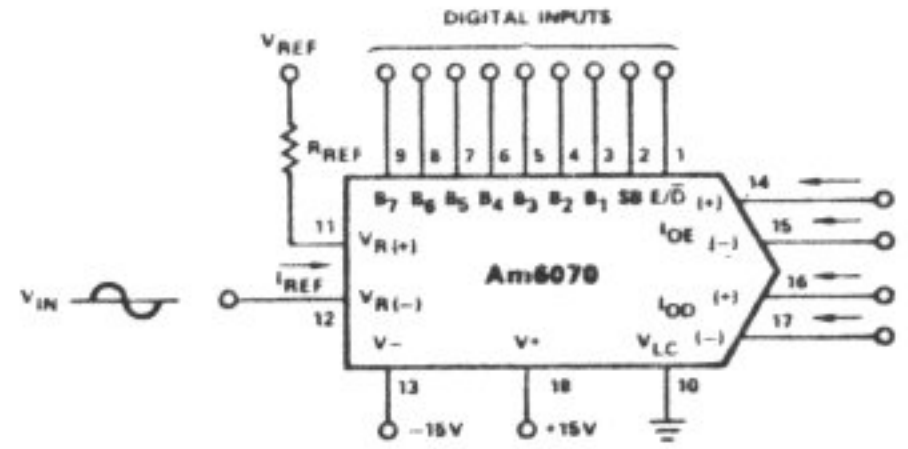 DIGITAL INPUTS
VREF
RREF
9 8 7 6 5 4 3 2 1
B7 B6 B5 B4 B3 B2 B1 SB E/D̅ (+)
14
11
VR(+)
IOE (−)
15
iREF
Am6070
VIN
VR(−)
IOD (+)
16
12
V− V+ VLC (−)
17
13 18 10
−15V +15V